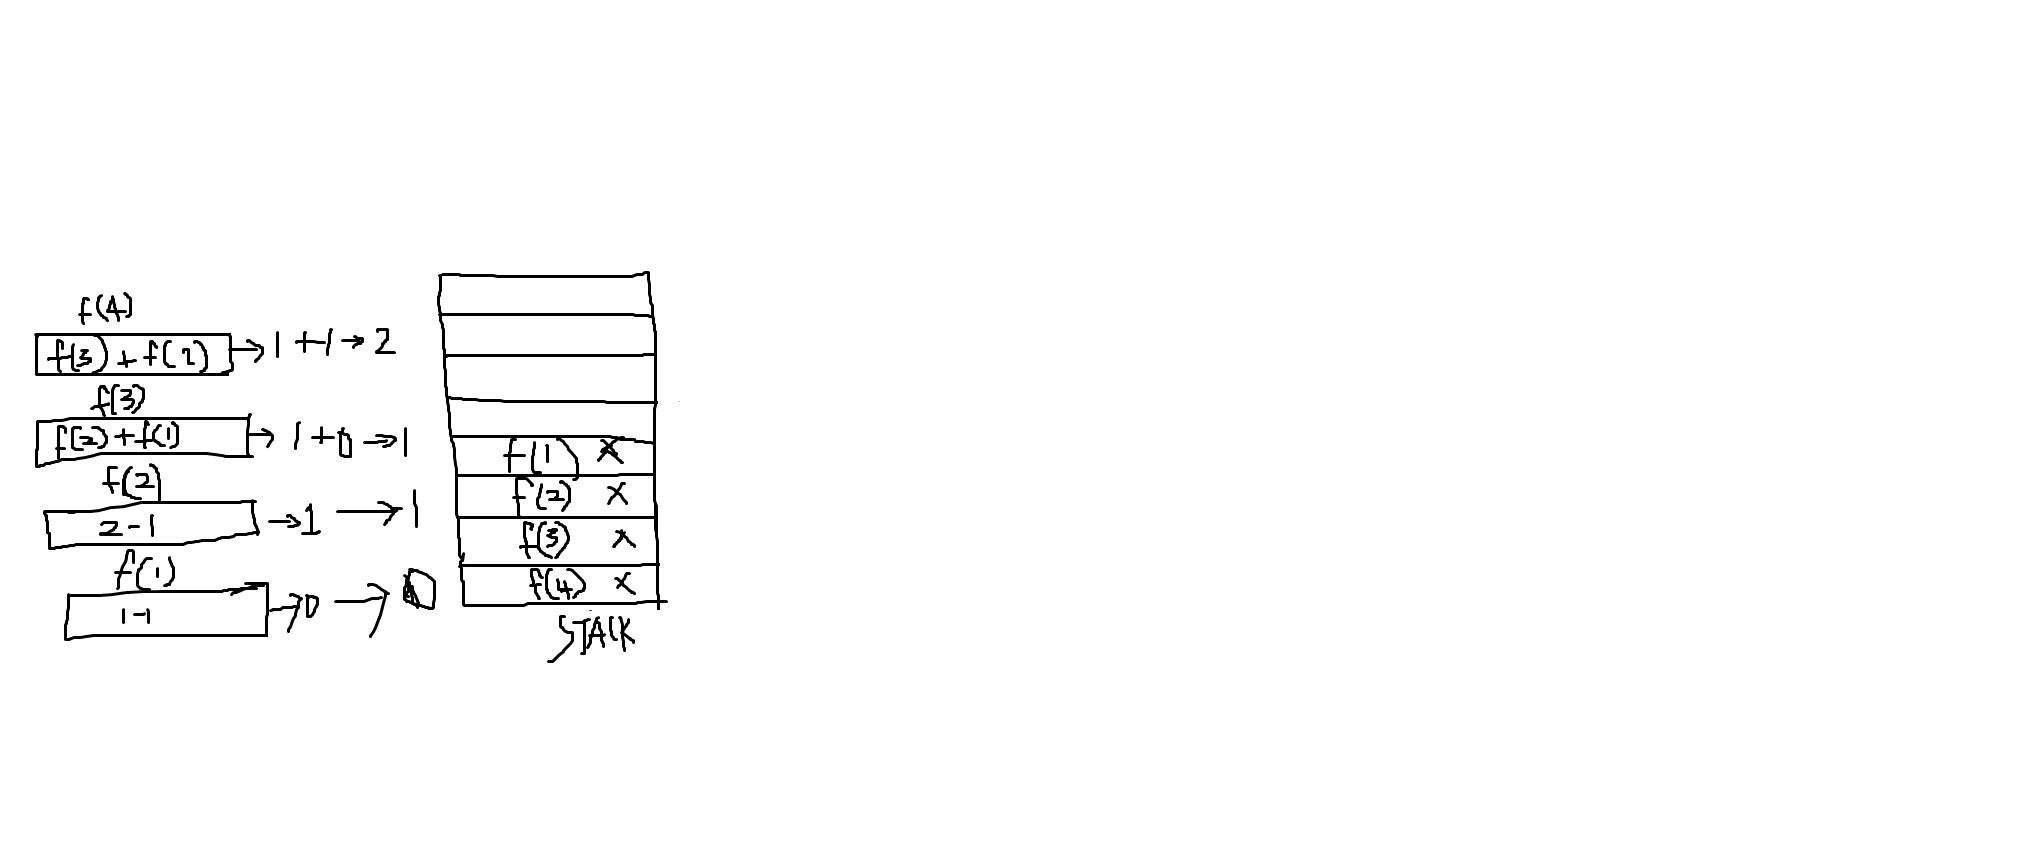 f(4)
f(3) + f(2) → 1 + 1 → 2
f(3)
f(2) + f(1) → 1 + 0 → 1
f(2)
2 - 1 → 1 → 1
f(1)
1 - 1 → 0 → 0
f(1) X
f(2) X
f(3) X
f(4) X
STACK